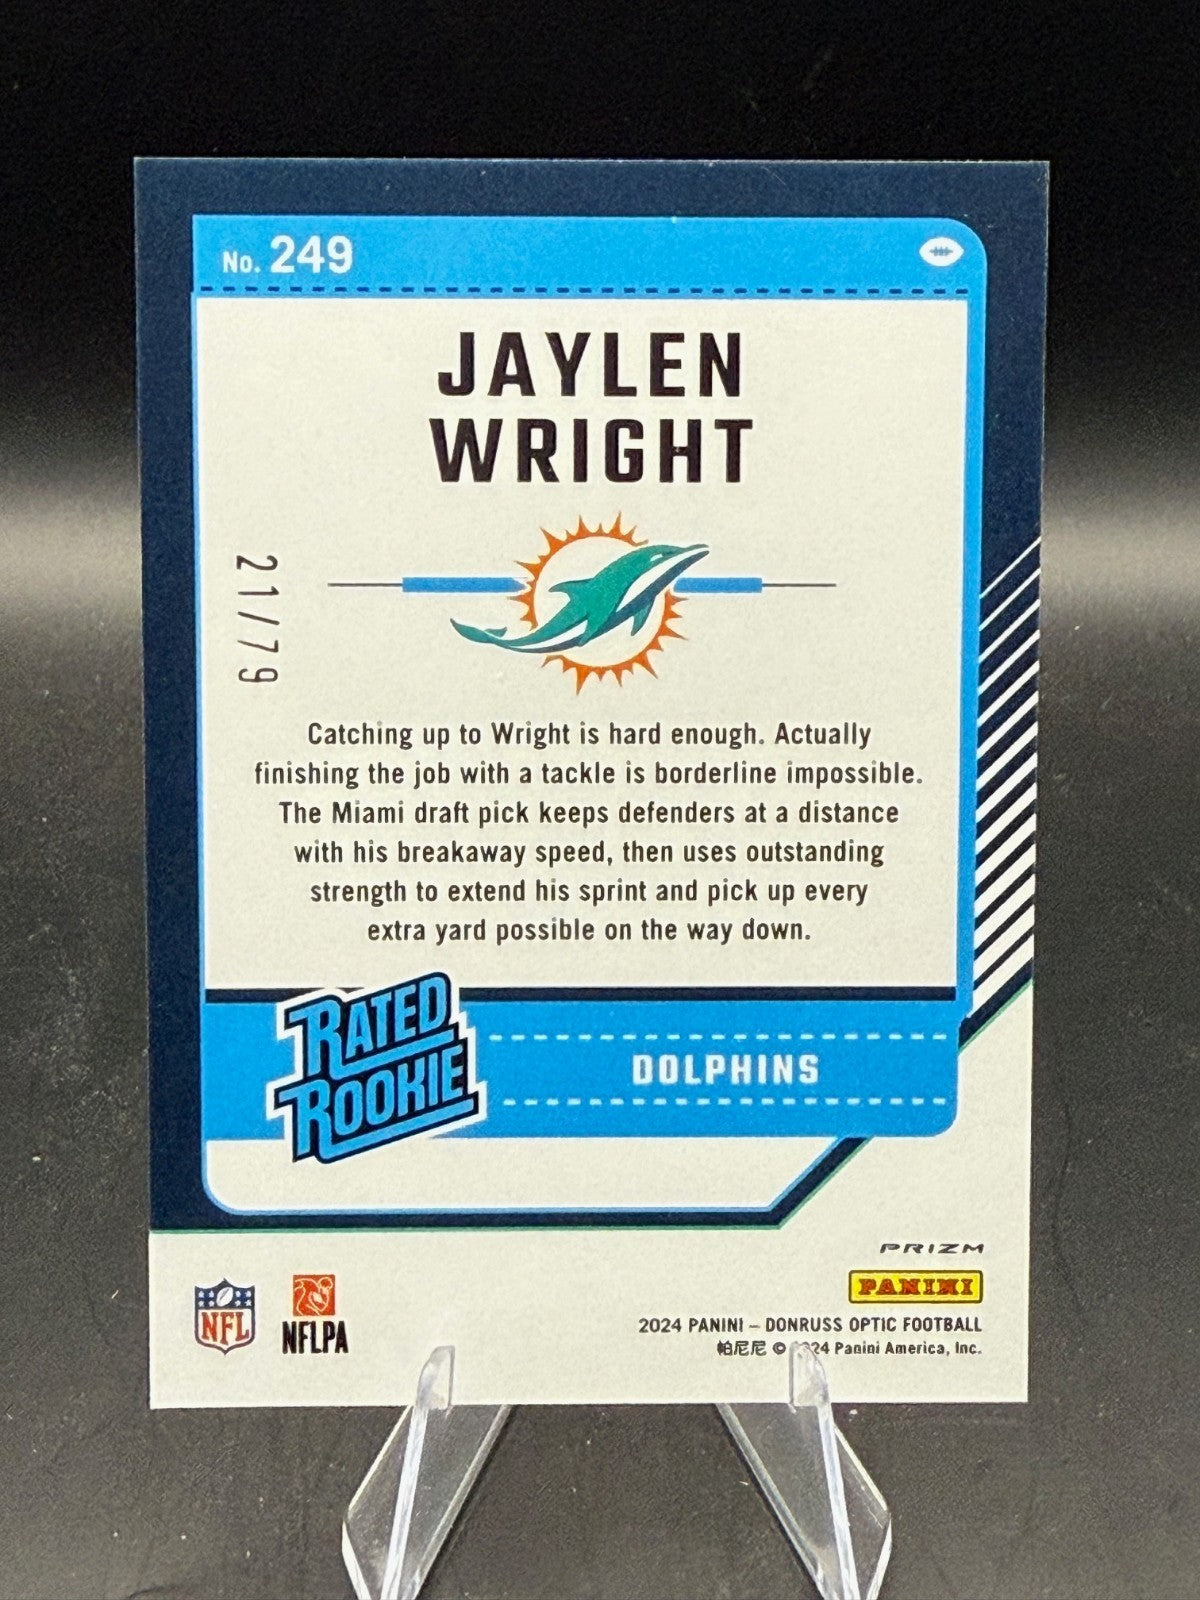 No. 249
JAYLEN
WRIGHT
21/79
Catching up to Wright is hard enough. Actually
finishing the job with a tackle is borderline impossible.
The Miami draft pick keeps defenders at a distance
with his breakaway speed, then uses outstanding
strength to extend his sprint and pick up every
extra yard possible on the way down.
RATED
ROOKIE
DOLPHINS
PRIZM
PANINI
NFL
NFLPA
2024 PANINI – DONRUSS OPTIC FOOTBALL
帕尼尼 © 24 Panini America, Inc.